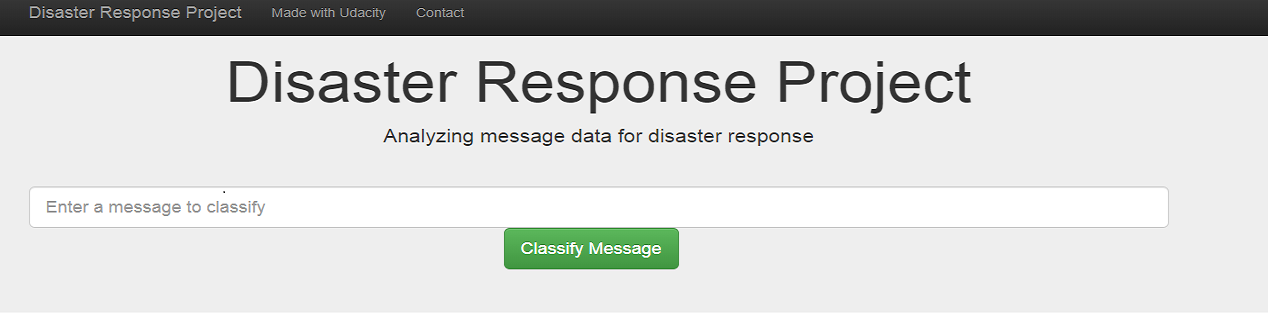 Disaster Response Project Made with Udacity Contact
Disaster Response Project
Analyzing message data for disaster response
Enter a message to classify
Classify Message